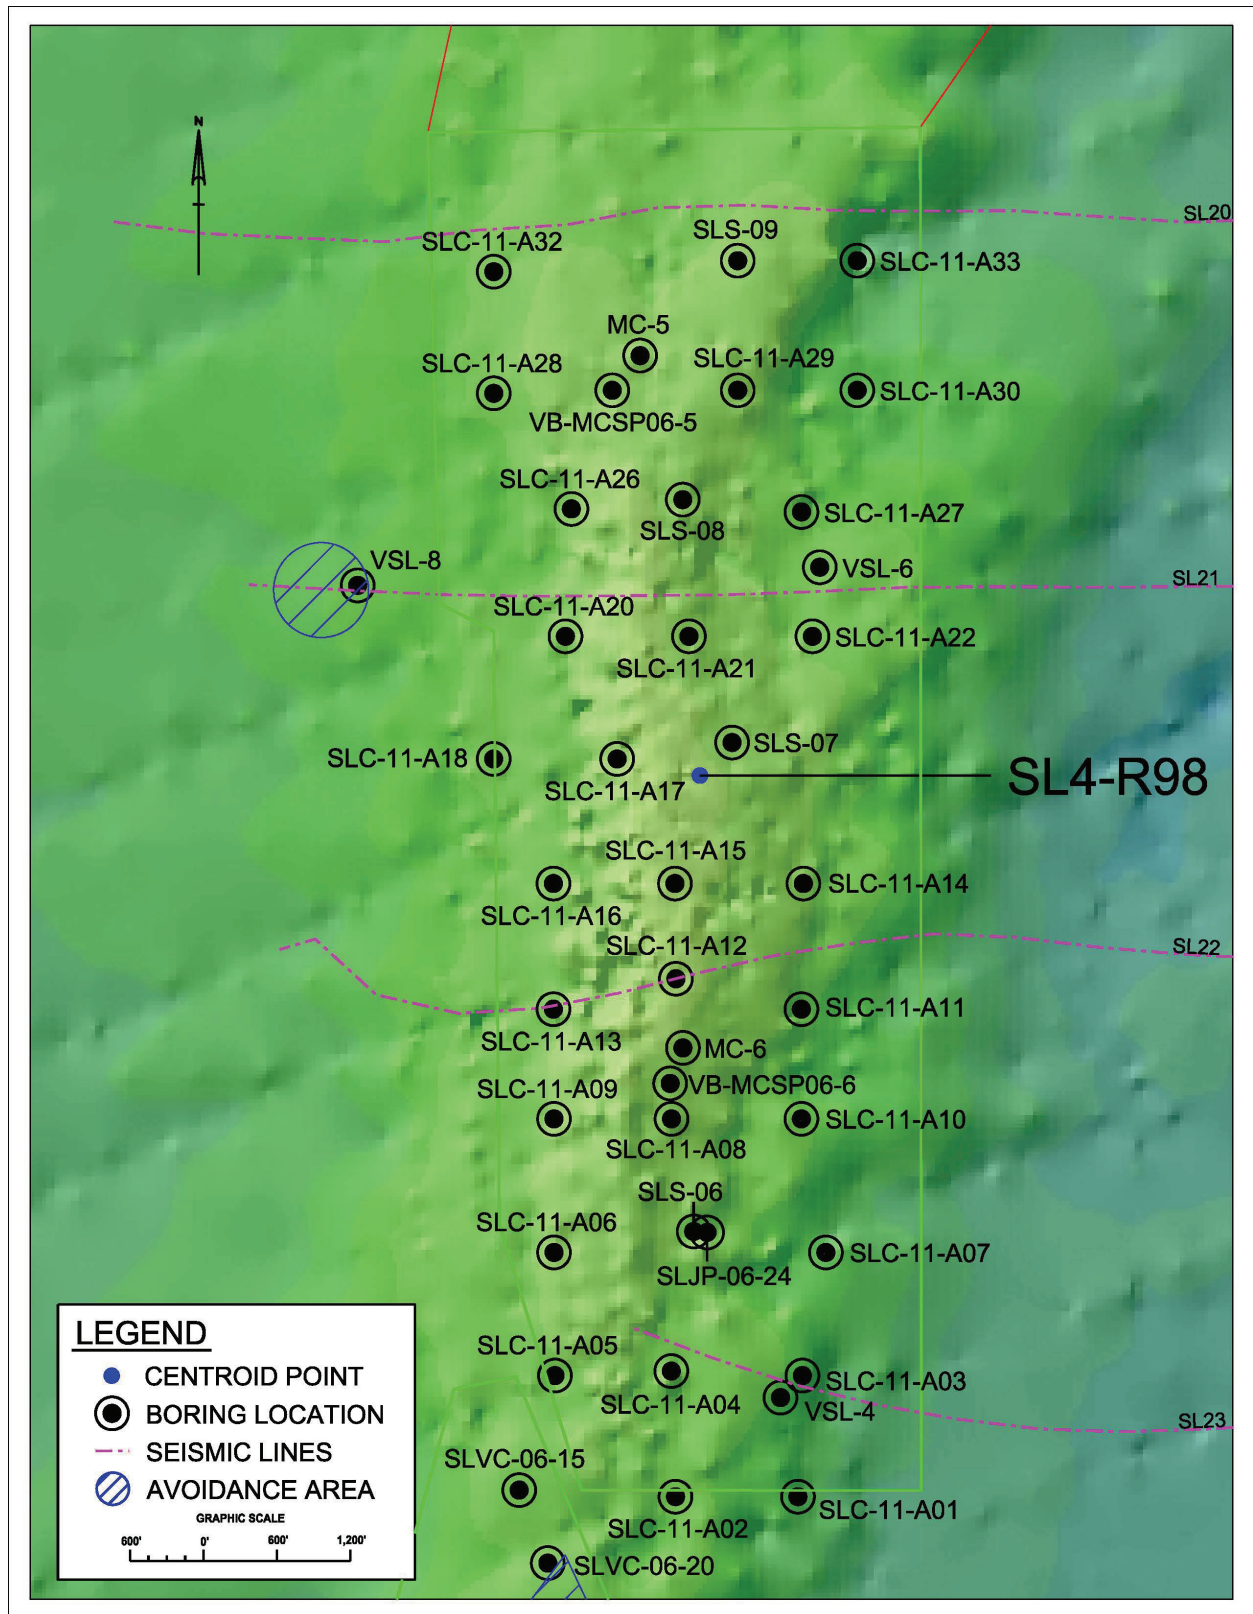 N
SL20
SLC-11-A32
SLS-09
SLC-11-A33
MC-5
SLC-11-A28
SLC-11-A29
SLC-11-A30
VB-MCSP06-5
SLC-11-A26
SLS-08
SLC-11-A27
VSL-8
VSL-6
SL21
SLC-11-A20
SLC-11-A21
SLC-11-A22
SLS-07
SLC-11-A18
SLC-11-A17
SL4-R98
SLC-11-A15
SLC-11-A14
SLC-11-A16
SLC-11-A12
SL22
SLC-11-A11
SLC-11-A13
MC-6
VB-MCSP06-6
SLC-11-A09
SLC-11-A08
SLC-11-A10
SLS-06
SLC-11-A06
SLC-11-A07
SLJP-06-24
SLC-11-A05
SLC-11-A04
SLC-11-A03
VSL-4
SL23
SLVC-06-15
SLC-11-A02
SLC-11-A01
SLVC-06-20
LEGEND
CENTROID POINT
BORING LOCATION
SEISMIC LINES
AVOIDANCE AREA
GRAPHIC SCALE
600' 0' 600' 1,200'